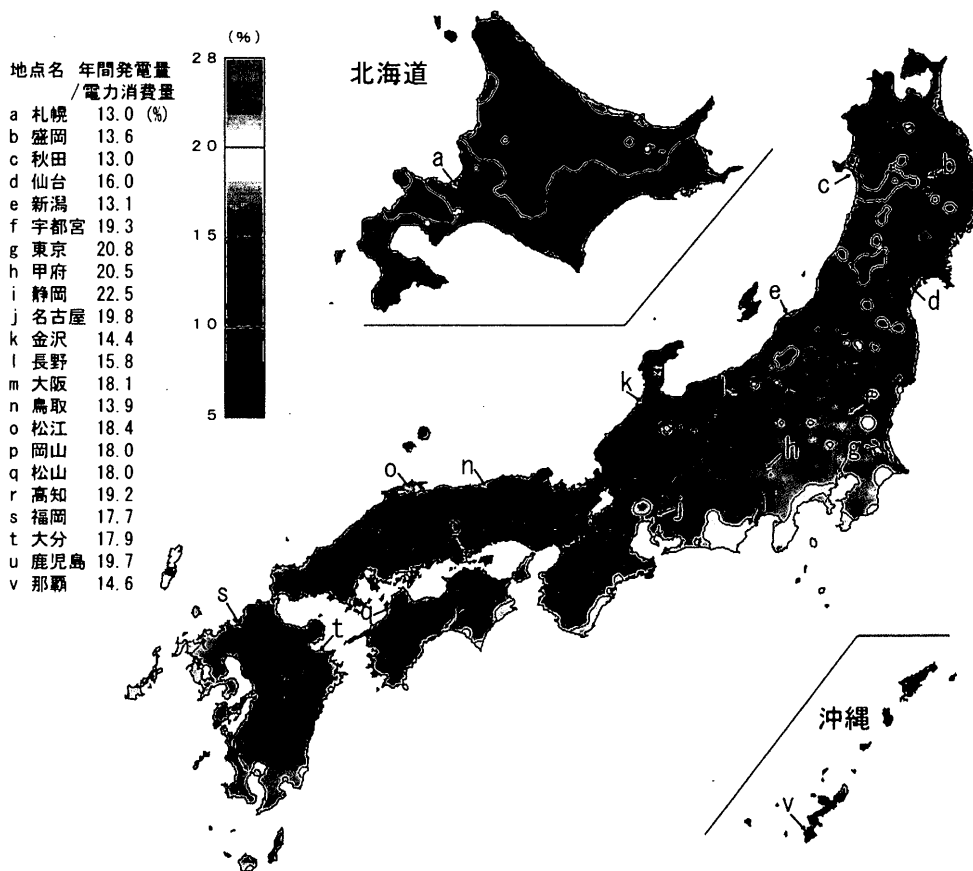 地点名 年間発電量
/電力消費量
a 札幌 13.0 (%)
b 盛岡 13.6
c 秋田 13.0
d 仙台 16.0
e 新潟 13.1
f 宇都宮 19.3
g 東京 20.8
h 甲府 20.5
i 静岡 22.5
j 名古屋 19.8
k 金沢 14.4
l 長野 15.8
m 大阪 18.1
n 鳥取 13.9
o 松江 18.4
p 岡山 18.0
q 松山 18.0
r 高知 19.2
s 福岡 17.7
t 大分 17.9
u 鹿児島 19.7
v 那覇 14.6
(%)
28
20
15
10
5
北海道
a
b
c
d
e
k
l
h
g
o
n
j
s
q
t
沖縄
v